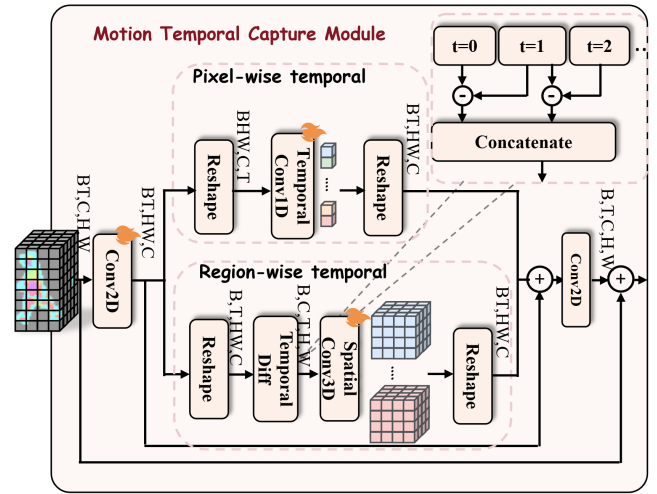 Motion Temporal Capture Module
t=0
t=1
t=2
..
-
-
Concatenate
Pixel-wise temporal
Reshape
BHW,C,T
Temporal
Conv1D
....
Reshape
BT,HW,C
BT,C,H,W
Conv2D
BT,HW,C
Region-wise temporal
Reshape
B,T,HW,C
Temporal
Diff
B,C,T,H,W
Spatial
Conv3D
....
Reshape
BT,HW,C
+
Conv2D
B,T,C,H,W
+